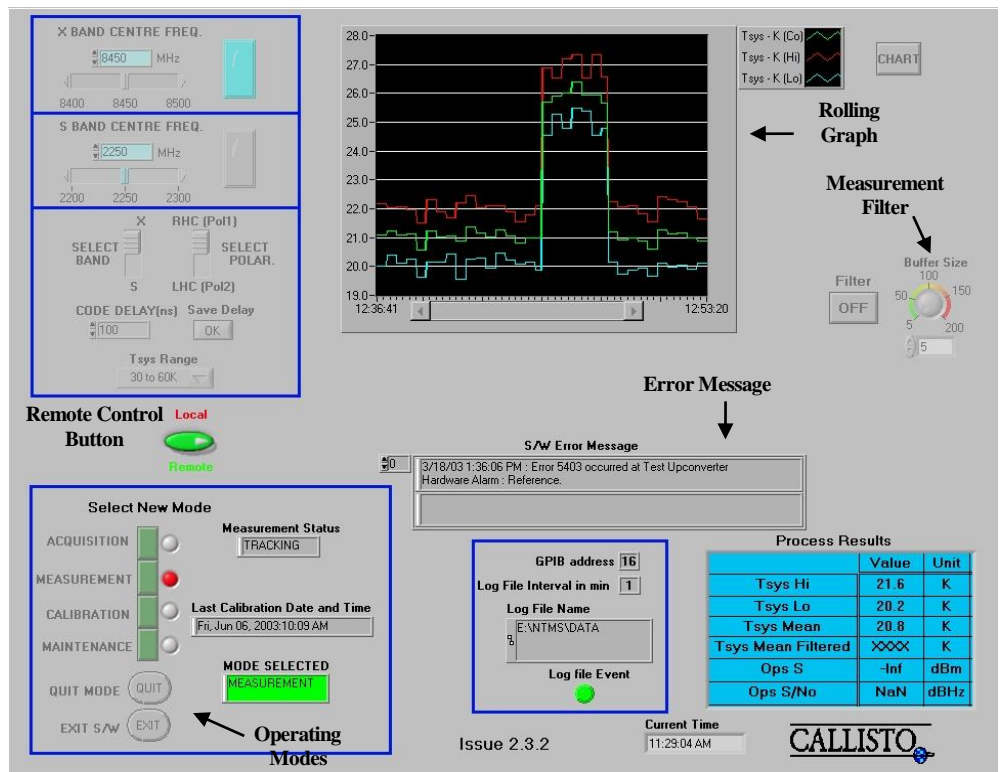 X BAND CENTRE FREQ.
8450 MHz
8400 8450 8500
S BAND CENTRE FREQ.
2250 MHz
2200 2250 2300
X RHC (Pol1)
SELECT BAND
SELECT POLAR.
S LHC (Pol2)
CODE DELAY(ns) Save Delay
100 OK
Tsys Range
30 to 60K
Remote Control Button
Local
Remote
28.0
27.0
26.0
25.0
24.0
23.0
22.0
21.0
20.0
19.0
12:36:41 12:53:20
Tsys - K (Co)
Tsys - K (Hi)
Tsys - K (Lo)
CHART
Rolling
Graph
Measurement
Filter
Filter
OFF
Buffer Size
100
50 150
5 200
5
Error Message
S/W Error Message
0
3/18/03 1:36:06 PM : Error 5403 occurred at Test Upconverter
Hardware Alarm : Reference.
Select New Mode
ACQUISITION
MEASUREMENT
CALIBRATION
MAINTENANCE
QUIT MODE QUIT
EXIT S/W EXIT
Measurement Status
TRACKING
Last Calibration Date and Time
Fri, Jun 06, 2003:10:09 AM
MODE SELECTED
MEASUREMENT
Operating
Modes
GPIB address 16
Log File Interval in min 1
Log File Name
E:\NTMS\DATA
Log file Event
Process Results
Value Unit
Tsys Hi 21.6 K
Tsys Lo 20.2 K
Tsys Mean 20.8 K
Tsys Mean Filtered XXXX K
Ops S -Inf dBm
Ops S/No NaN dBHz
Issue 2.3.2
Current Time
11:29:04 AM
CALLISTO